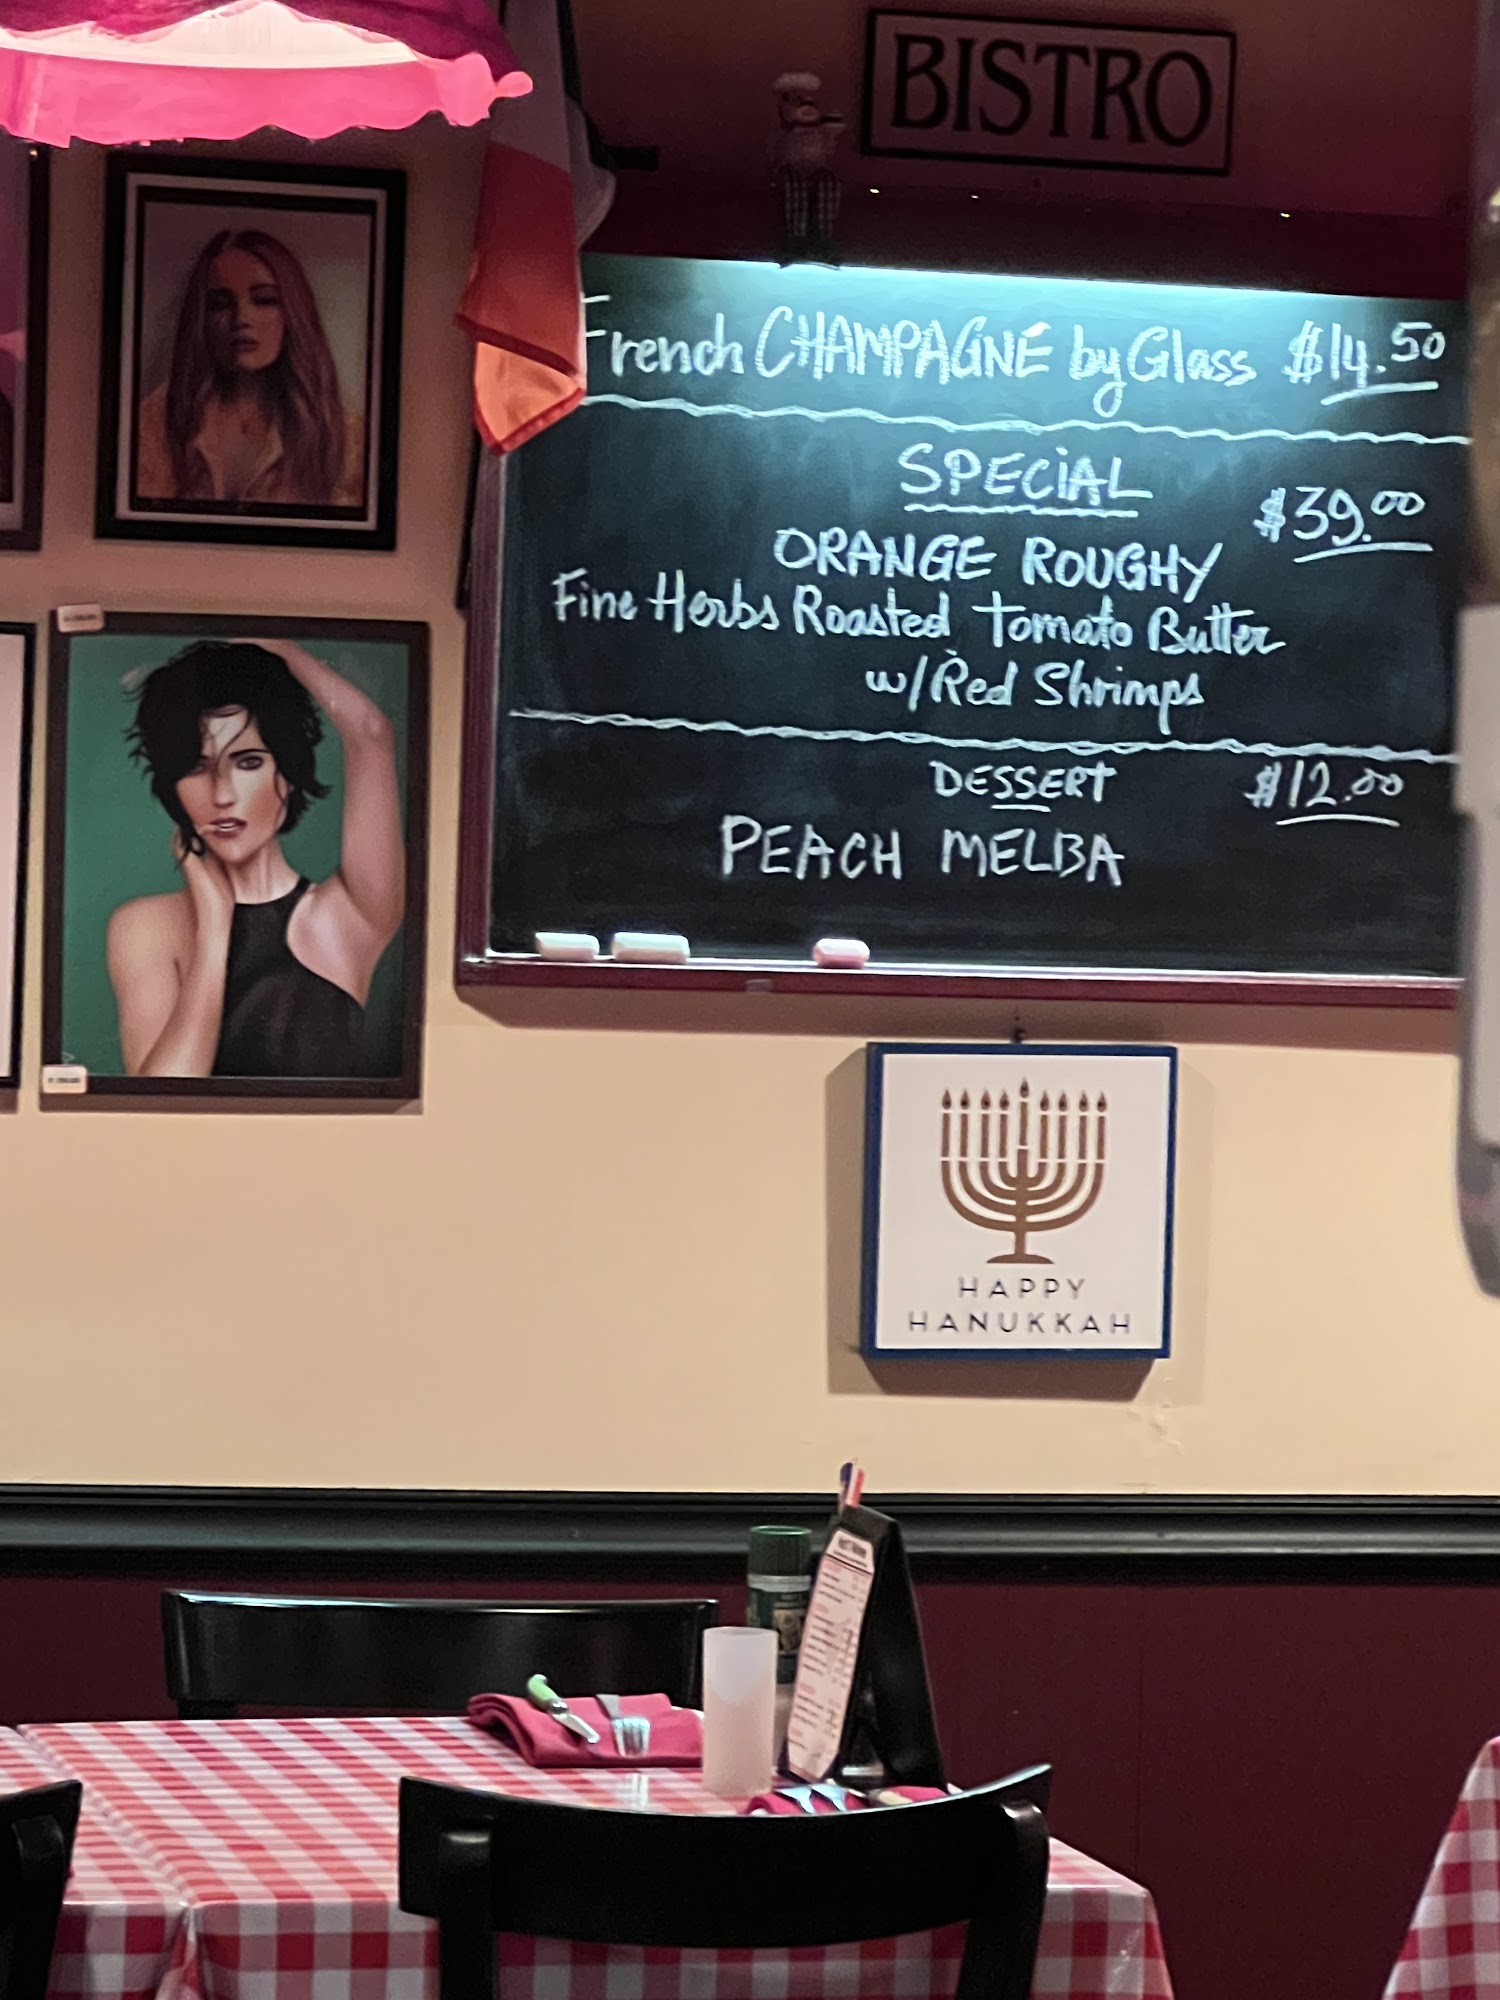 BISTRO
French CHAMPAGNE by Glass $14.50
SPECiAL
$39.00
ORANGE ROUGHY
Fine Herbs Roasted Tomato Butter
w/Red Shrimps
DESSERT $12.00
PEACH MELBA
HAPPY
HANUKKAH